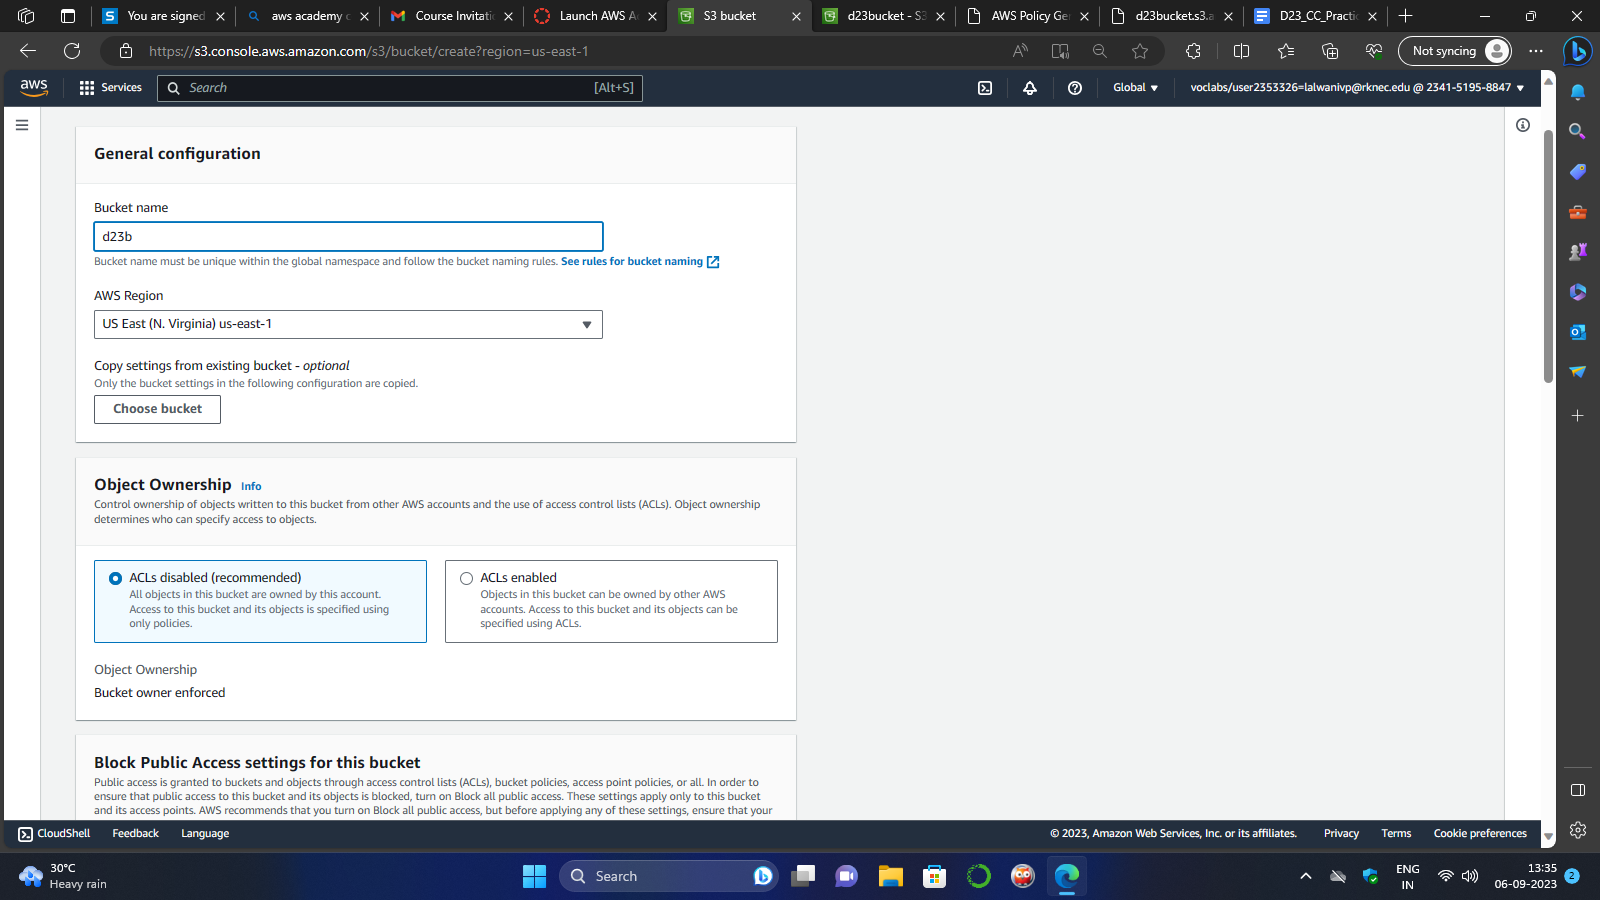 You are signed
aws academy c
Course Invitati
Launch AWS A
S3 bucket
d23bucket - S3
AWS Policy Ge
d23bucket.s3.a
D23_CC_Practic
https://s3.console.aws.amazon.com/s3/bucket/create?region=us-east-1
Not syncing
aws
Services
Search
[Alt+S]
Global
voclabs/user2353326=lalwanivp@rknec.edu @ 2341-5195-8847
General configuration
Bucket name
d23b
Bucket name must be unique within the global namespace and follow the bucket naming rules. See rules for bucket naming
AWS Region
US East (N. Virginia) us-east-1
Copy settings from existing bucket - optional
Only the bucket settings in the following configuration are copied.
Choose bucket
Object Ownership Info
Control ownership of objects written to this bucket from other AWS accounts and the use of access control lists (ACLs). Object ownership
determines who can specify access to objects.
ACLs disabled (recommended)
All objects in this bucket are owned by this account.
Access to this bucket and its objects is specified using
only policies.
ACLs enabled
Objects in this bucket can be owned by other AWS
accounts. Access to this bucket and its objects can be
specified using ACLs.
Object Ownership
Bucket owner enforced
Block Public Access settings for this bucket
Public access is granted to buckets and objects through access control lists (ACLs), bucket policies, access point policies, or all. In order to
ensure that public access to this bucket and its objects is blocked, turn on Block all public access. These settings apply only to this bucket
and its access points. AWS recommends that you turn on Block all public access, but before applying any of these settings, ensure that your
CloudShell
Feedback
Language
© 2023, Amazon Web Services, Inc. or its affiliates.
Privacy
Terms
Cookie preferences
30°C
Heavy rain
Search
ENG
IN
13:35
06-09-2023
2